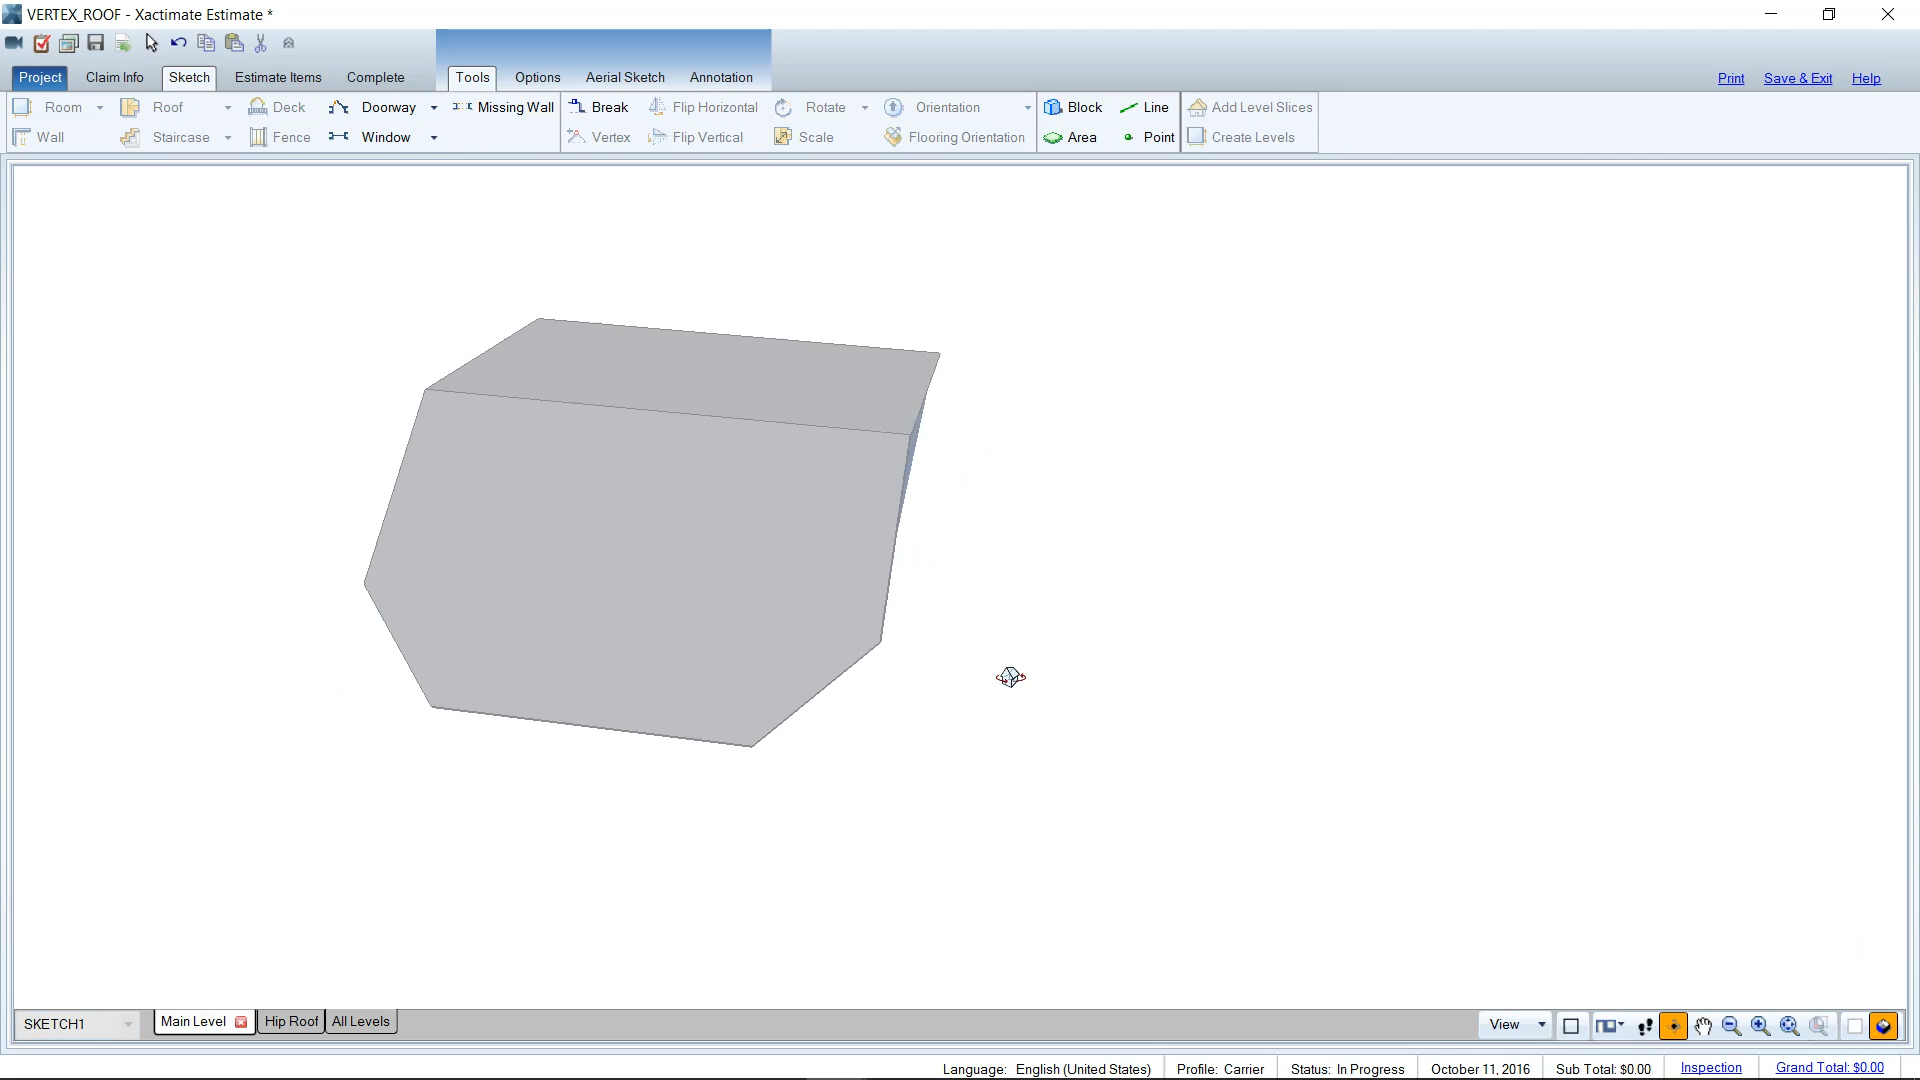 VERTEX_ROOF - Xactimate Estimate *
Project Claim Info Sketch Estimate Items Complete Tools Options Aerial Sketch Annotation Print Save & Exit Help
Room Roof Deck Doorway Missing Wall Break Flip Horizontal Rotate Orientation Block Line Add Level Slices
Wall Staircase Fence Window Vertex Flip Vertical Scale Flooring Orientation Area Point Create Levels
SKETCH1 Main Level Hip Roof All Levels View
Language: English (United States) Profile: Carrier Status: In Progress October 11, 2016 Sub Total: $0.00 Inspection Grand Total: $0.00